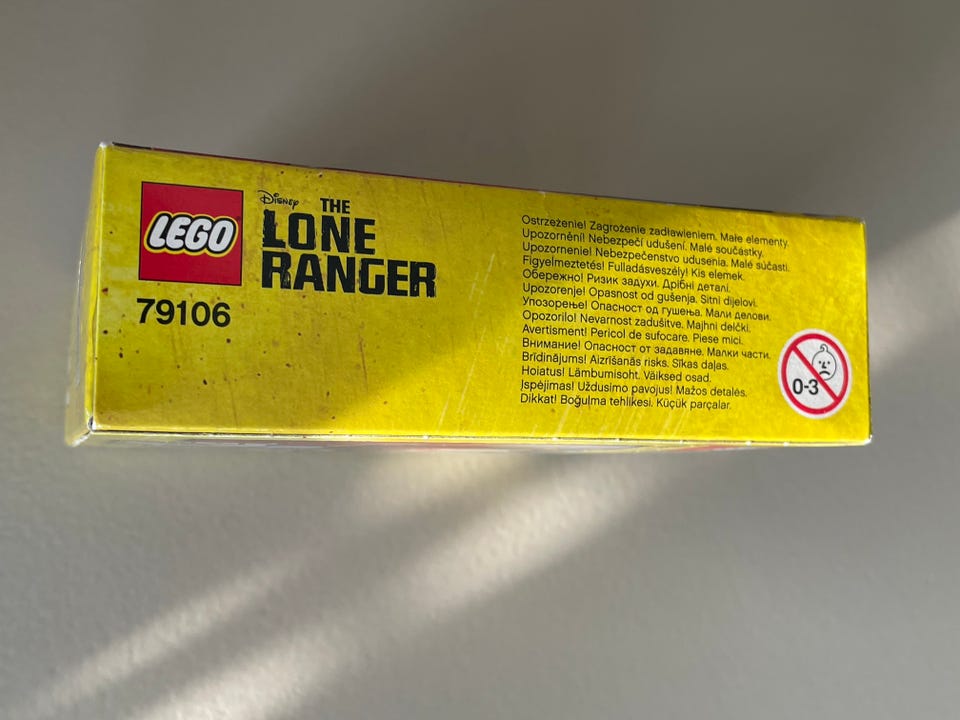 LEGO
Disney THE
LONE
RANGER
79106
Ostrzeżenie! Zagrożenie zadławieniem. Małe elementy.
Upozornění! Nebezpečí udušení. Malé součástky.
Upozornenie! Nebezpečenstvo udusenia. Malé súčasti.
Figyelmeztetés! Fulladásveszély! Kis elemek.
Обережно! Ризик задухи. Дрібні деталі.
Upozorenje! Opasnost od gušenja. Sitni dijelovi.
Упозорење! Опасност од гушења. Мали делови.
Opozorilo! Nevarnost zadušitve. Majhni delčki.
Avertisment! Pericol de sufocare. Piese mici.
Внимание! Опасност от задавяне. Малки части.
Brīdinājums! Aizrīšanās risks. Sīkas daļas.
Hoiatus! Lämbumisoht. Väiksed osad.
Įspėjimas! Uždusimo pavojus! Mažos detalės.
Dikkat! Boğulma tehlikesi. Küçük parçalar.
0-3